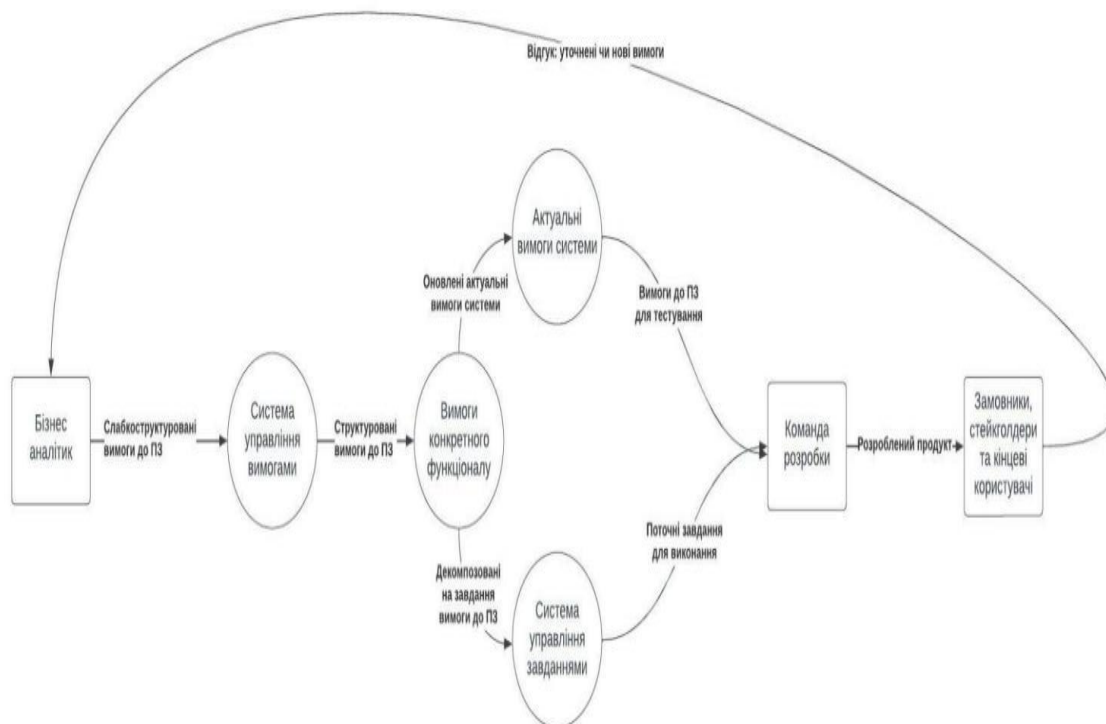 Відгук: уточнені чи нові вимоги
Актуальні
вимоги системи
Оновлені актуальні
вимоги системи
Вимоги до ПЗ
для тестування
Бізнес
аналітик
Слабкоструктуровані
вимоги до ПЗ
Система
управління
вимогами
Структуровані
вимоги до ПЗ
Вимоги
конкретного
функціоналу
Команда
розробки
Розроблений продукт
Замовники,
стейкголдери
та кінцеві
користувачі
Декомпозовані
на завдання
вимоги до ПЗ
Поточні завдання
для виконання
Система
управління
завданнями